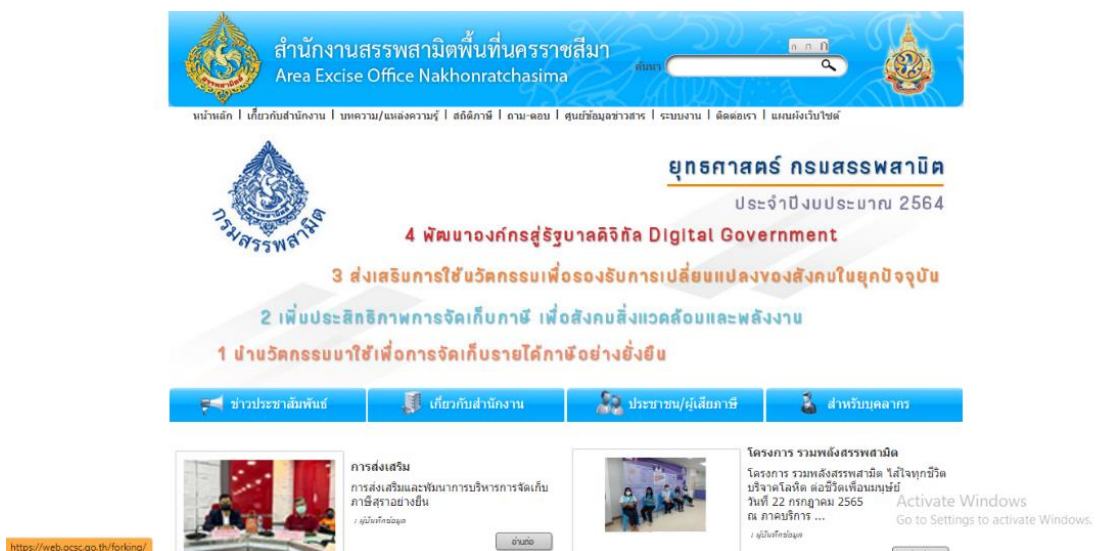 สำนักงานสรรพสามิตพื้นที่นครราชสีมา
Area Excise Office Nakhonratchasima
ค้นหา
ก ก ก
หน้าหลัก | เกี่ยวกับสำนักงาน | บทความ/แหล่งความรู้ | สถิติภาษี | ถาม-ตอบ | ศูนย์ข้อมูลข่าวสาร | ระบบงาน | ติดต่อเรา | แผนผังเว็บไซต์
กรมสรรพสามิต
ยุทธศาสตร์ กรมสรรพสามิต
ประจำปีงบประมาณ 2564
4 พัฒนาองค์กรสู่รัฐบาลดิจิทัล Digital Government
3 ส่งเสริมการใช้นวัตกรรมเพื่อรองรับการเปลี่ยนแปลงของสังคมในยุคปัจจุบัน
2 เพิ่มประสิทธิภาพการจัดเก็บภาษี เพื่อสังคมสิ่งแวดล้อมและพลังงาน
1 นำนวัตกรรมมาใช้เพื่อการจัดเก็บรายได้ภาษีอย่างยั่งยืน
ข่าวประชาสัมพันธ์
เกี่ยวกับสำนักงาน
ประชาชน/ผู้เสียภาษี
สำหรับบุคลากร
การส่งเสริม
การส่งเสริมและพัฒนาการบริหารการจัดเก็บ
ภาษีสุราอย่างยืน
: ผู้บันทึกข้อมูล
อ่านต่อ
โครงการ รวมพลังสรรพสามิต
โครงการ รวมพลังสรรพสามิต ใส่ใจทุกชีวิต
บริจาคโลหิต ต่อชีวิตเพื่อนมนุษย์
วันที่ 22 กรกฎาคม 2565
ณ ภาคบริการ ...
: ผู้บันทึกข้อมูล
Activate Windows
Go to Settings to activate Windows.
https://web.ocsc.go.th/forking/